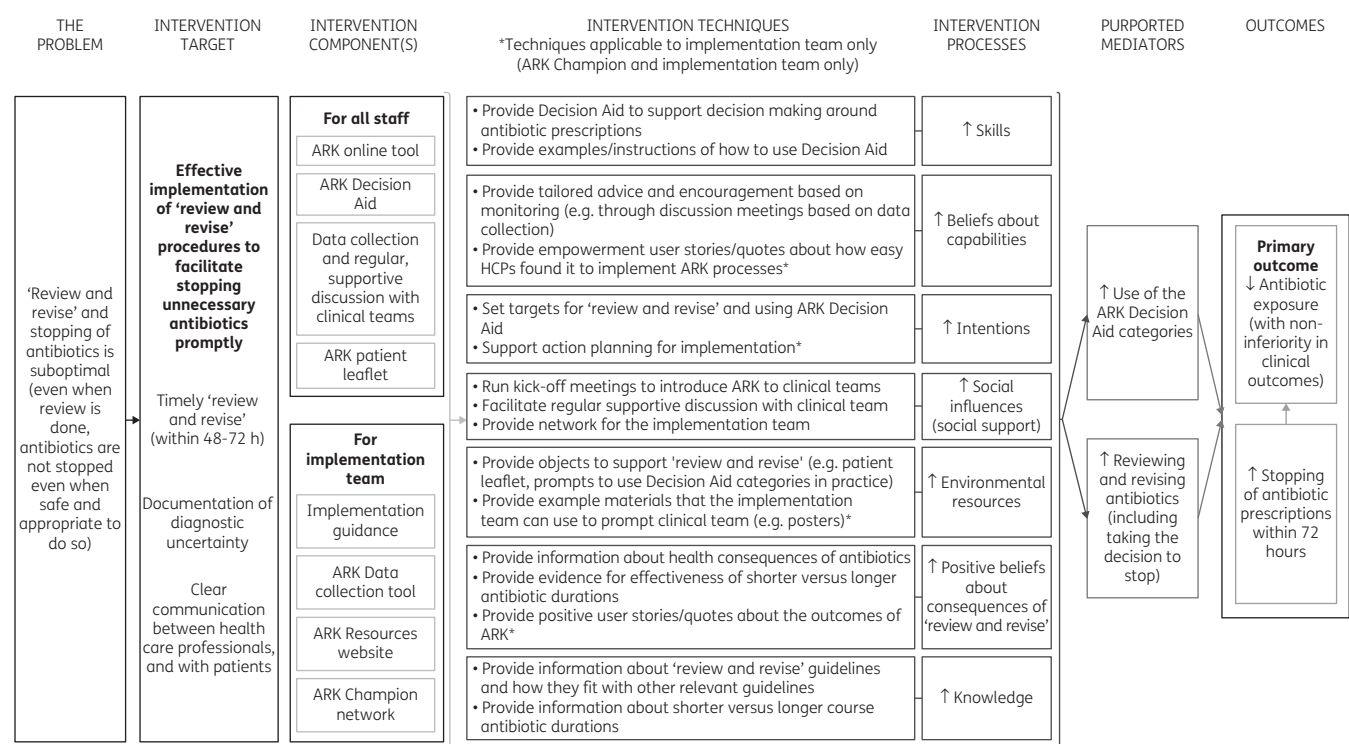 THE
PROBLEM
INTERVENTION
TARGET
INTERVENTION
COMPONENT(S)
INTERVENTION TECHNIQUES
*Techniques applicable to implementation team only
(ARK Champion and implementation team only)
INTERVENTION
PROCESSES
PURPORTED
MEDIATORS
OUTCOMES
‘Review and
revise’ and
stopping of
antibiotics is
suboptimal
(even when
review is
done,
antibiotics are
not stopped
even when
safe and
appropriate to
do so)
Effective
implementation
of ‘review and
revise’
procedures to
facilitate
stopping
unnecessary
antibiotics
promptly
Timely ‘review
and revise’
(within 48-72 h)
Documentation of
diagnostic
uncertainty
Clear
communication
between health
care professionals,
and with patients
For all staff
ARK online tool
ARK Decision
Aid
Data collection
and regular,
supportive
discussion with
clinical teams
ARK patient
leaflet
For
implementation
team
Implementation
guidance
ARK Data
collection tool
ARK Resources
website
ARK Champion
network
• Provide Decision Aid to support decision making around
antibiotic prescriptions
• Provide examples/instructions of how to use Decision Aid
↑ Skills
• Provide tailored advice and encouragement based on
monitoring (e.g. through discussion meetings based on data
collection)
• Provide empowerment user stories/quotes about how easy
HCPs found it to implement ARK processes*
↑ Beliefs about
capabilities
• Set targets for ‘review and revise’ and using ARK Decision
Aid
• Support action planning for implementation*
↑ Intentions
• Run kick-off meetings to introduce ARK to clinical teams
• Facilitate regular supportive discussion with clinical team
• Provide network for the implementation team
↑ Social
influences
(social support)
• Provide objects to support 'review and revise' (e.g. patient
leaflet, prompts to use Decision Aid categories in practice)
• Provide example materials that the implementation
team can use to prompt clinical team (e.g. posters)*
↑ Environmental
resources
• Provide information about health consequences of antibiotics
• Provide evidence for effectiveness of shorter versus longer
antibiotic durations
• Provide positive user stories/quotes about the outcomes of
ARK*
↑ Positive beliefs
about
consequences of
‘review and revise’
• Provide information about ‘review and revise’ guidelines
and how they fit with other relevant guidelines
• Provide information about shorter versus longer course
antibiotic durations
↑ Knowledge
↑ Use of the
ARK Decision
Aid categories
↑ Reviewing
and revising
antibiotics
(including
taking the
decision to
stop)
Primary
outcome
↓ Antibiotic
exposure
(with non-
inferiority in
clinical
outcomes)
↑ Stopping
of antibiotic
prescriptions
within 72
hours